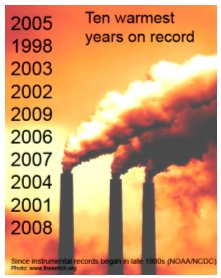 Ten warmest
years on record
2005
1998
2003
2002
2009
2006
2007
2004
2001
2008
Since instrumental records began in late 1800s (NOAA/NCDC)
Photo: www.theseitch.org